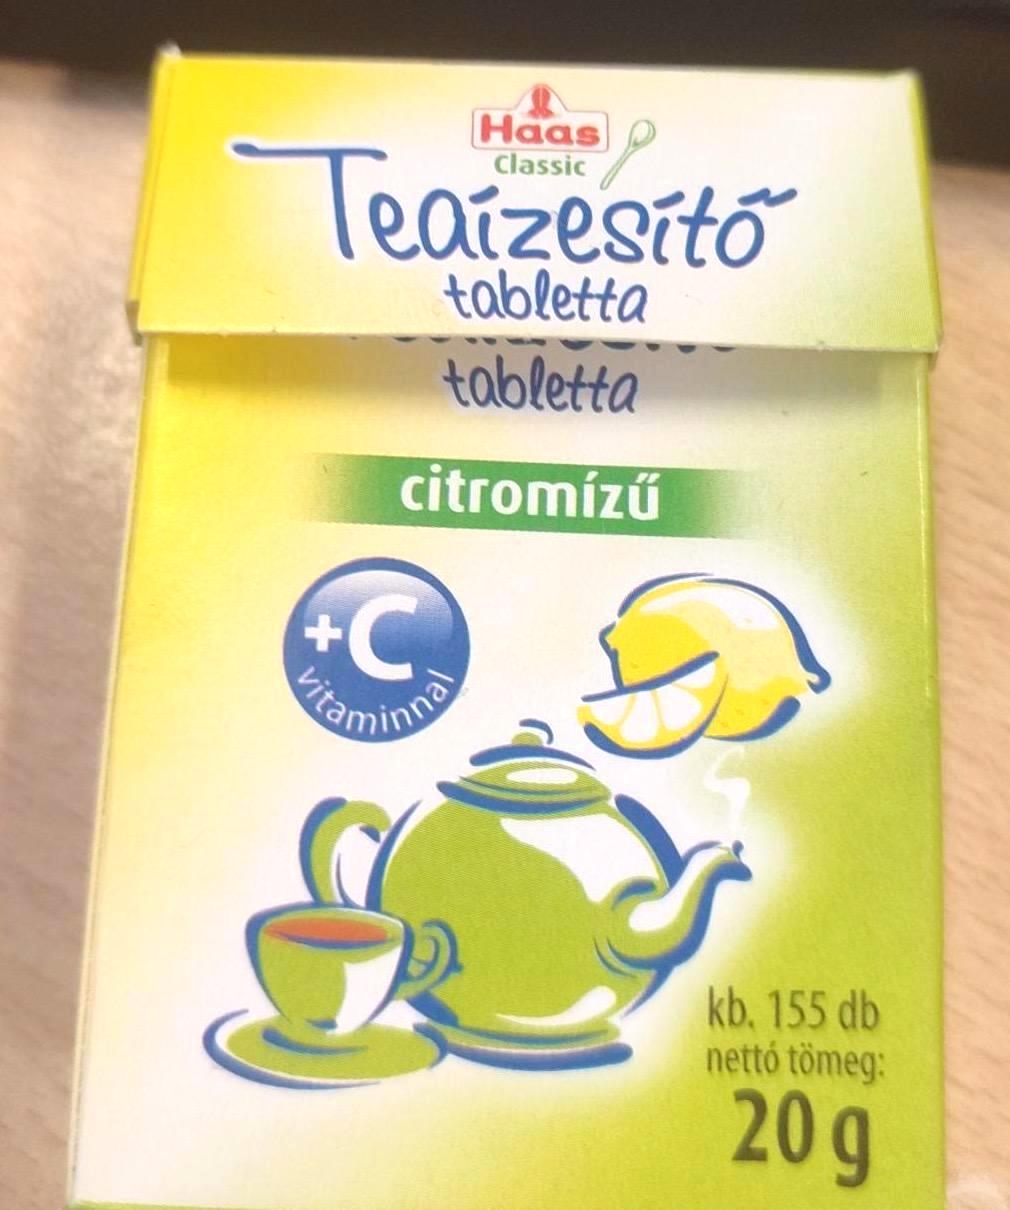 Haas
Classic
Teaízesítő
tabletta
tabletta
citromízű
+C
vitaminnal
kb. 155 db
nettó tömeg:
20 g